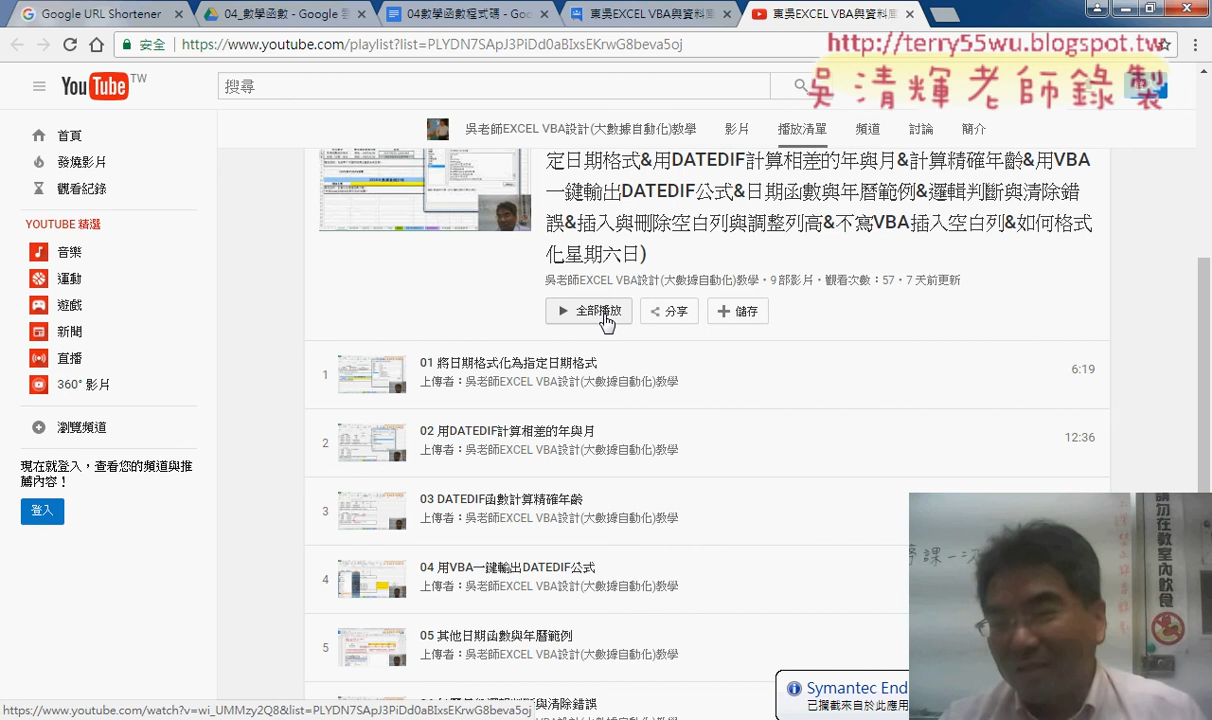 Google URL Shortener
04_數學函數 - Google 雲
04數學函數程式碼 - Goo
東吳EXCEL VBA與資料庫
東吳EXCEL VBA與資料庫
安全
https://www.youtube.com/playlist?list=PLYDN7SApJ3PiDd0aBIxsEKrwG8beva5oj
http://terry55wu.blogspot.tw
吳清輝老師錄製
YouTube TW
搜尋
吳老師EXCEL VBA設計(大數據自動化)教學
影片
播放清單
頻道
討論
簡介
首頁
發燒影片
觀看紀錄
YOUTUBE 精選
音樂
運動
遊戲
新聞
直播
360° 影片
瀏覽頻道
現在就登入，查看您的頻道與推
薦內容！
登入
定日期格式&用DATEDIF計算相差的年與月&計算精確年齡&用VBA
一鍵輸出DATEDIF公式&日期函數與年曆範例&邏輯判斷與清除錯
誤&插入與刪除空白列與調整列高&不寫VBA插入空白列&如何格式
化星期六日)
吳老師EXCEL VBA設計(大數據自動化)教學・9 部影片・觀看次數：57・7 天前更新
全部播放
分享
儲存
1
01 將日期格式化為指定日期格式
上傳者：吳老師EXCEL VBA設計(大數據自動化)教學
6:19
2
02 用DATEDIF計算相差的年與月
上傳者：吳老師EXCEL VBA設計(大數據自動化)教學
12:36
3
03 DATEDIF函數計算精確年齡
上傳者：吳老師EXCEL VBA設計(大數據自動化)教學
4
04 用VBA一鍵輸出DATEDIF公式
上傳者：吳老師EXCEL VBA設計(大數據自動化)教學
5
05 其他日期函數與年曆範例
上傳者：吳老師EXCEL VBA設計(大數據自動化)教學
與清除錯誤
Symantec End
已攔截來自於此應用
https://www.youtube.com/watch?v=wi_UMMzy2Q8&list=PLYDN7SApJ3PiDd0aBIxsEKrwG8beva5oj
請勿在教室內飲食